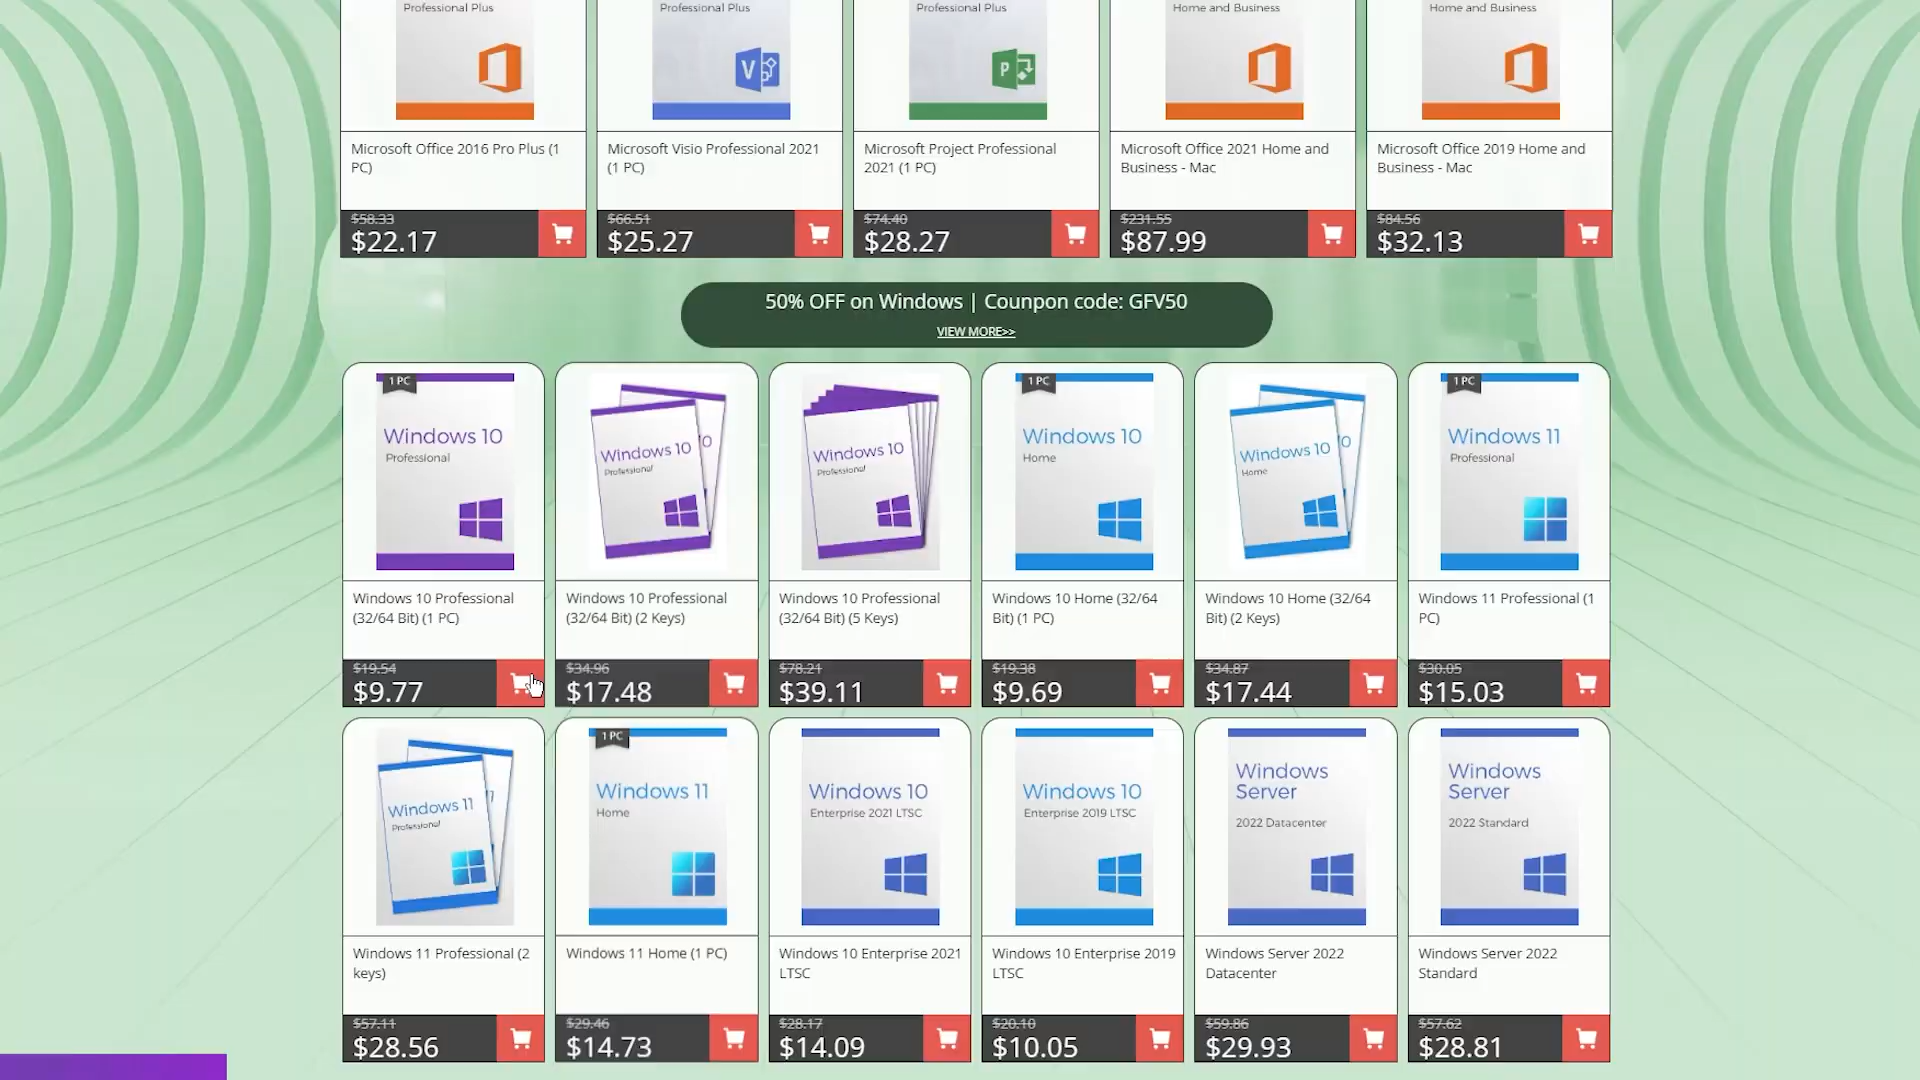 Professional Plus
Professional Plus
Professional Plus
Home and Business
Home and Business
V
P
Microsoft Office 2016 Pro Plus (1
PC)
Microsoft Visio Professional 2021
(1 PC)
Microsoft Project Professional
2021 (1 PC)
Microsoft Office 2021 Home and
Business - Mac
Microsoft Office 2019 Home and
Business - Mac
$58.33
$22.17
$66.51
$25.27
$74.40
$28.27
$231.55
$87.99
$84.56
$32.13
50% OFF on Windows | Counpon code: GFV50
VIEW MORE>>
1 PC
Windows 10
Professional
Windows 10
Professional
Windows 10
Professional
1 PC
Windows 10
Home
Windows 10
Home
1 PC
Windows 11
Professional
Windows 10 Professional
(32/64 Bit) (1 PC)
Windows 10 Professional
(32/64 Bit) (2 Keys)
Windows 10 Professional
(32/64 Bit) (5 Keys)
Windows 10 Home (32/64
Bit) (1 PC)
Windows 10 Home (32/64
Bit) (2 Keys)
Windows 11 Professional (1
PC)
$19.54
$9.77
$34.96
$17.48
$78.21
$39.11
$19.38
$9.69
$34.87
$17.44
$30.05
$15.03
Windows 11
Professional
1 PC
Windows 11
Home
Windows 10
Enterprise 2021 LTSC
Windows 10
Enterprise 2019 LTSC
Windows
Server
2022 Datacenter
Windows
Server
2022 Standard
Windows 11 Professional (2
keys)
Windows 11 Home (1 PC)
Windows 10 Enterprise 2021
LTSC
Windows 10 Enterprise 2019
LTSC
Windows Server 2022
Datacenter
Windows Server 2022
Standard
$57.11
$28.56
$29.46
$14.73
$28.17
$14.09
$20.10
$10.05
$59.86
$29.93
$57.62
$28.81